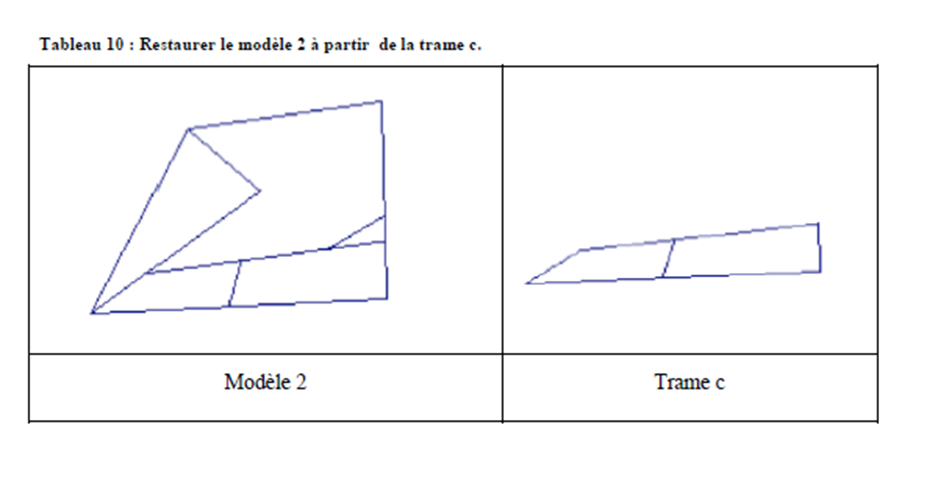 Tableau 10 : Restaurer le modèle 2 à partir de la trame c.
Modèle 2
Trame c